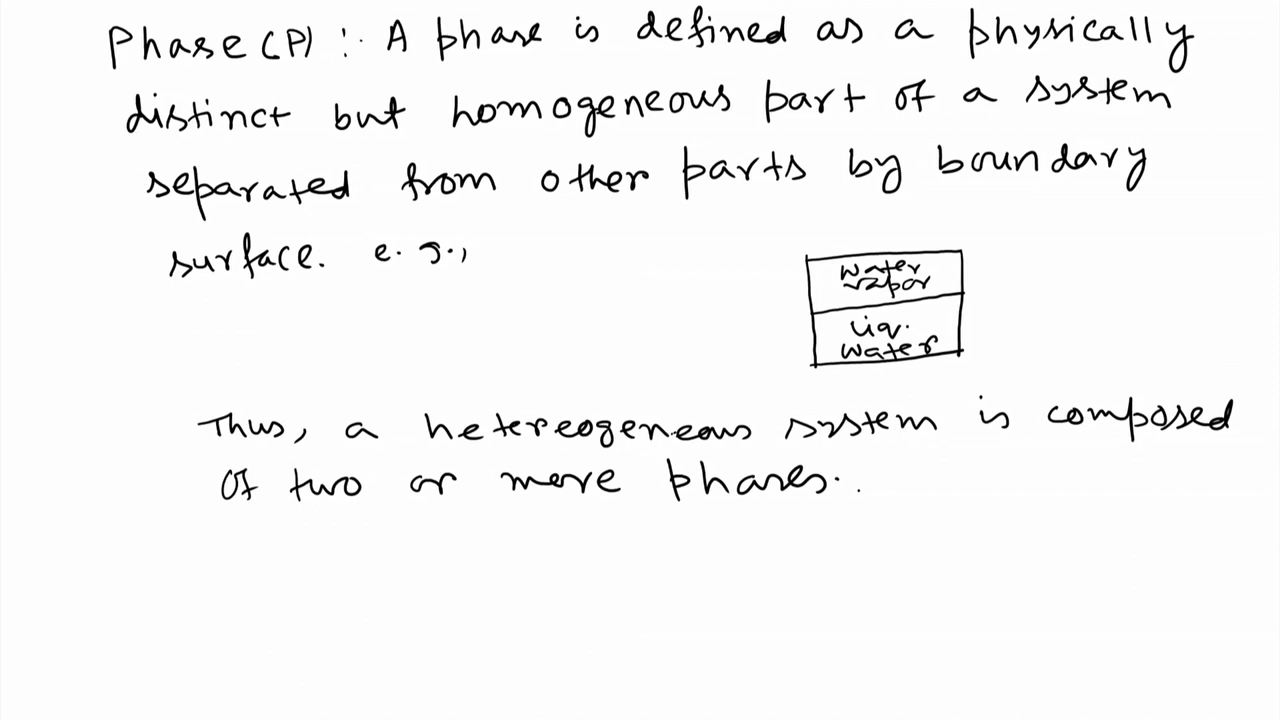 Phase (P) : A phase is defined as a physically
distinct but homogeneous part of a system
separated from other parts by boundary
surface. e.g.,
water
vapor
liq.
water
Thus, a hetereogeneous system is composed
of two or more phases.